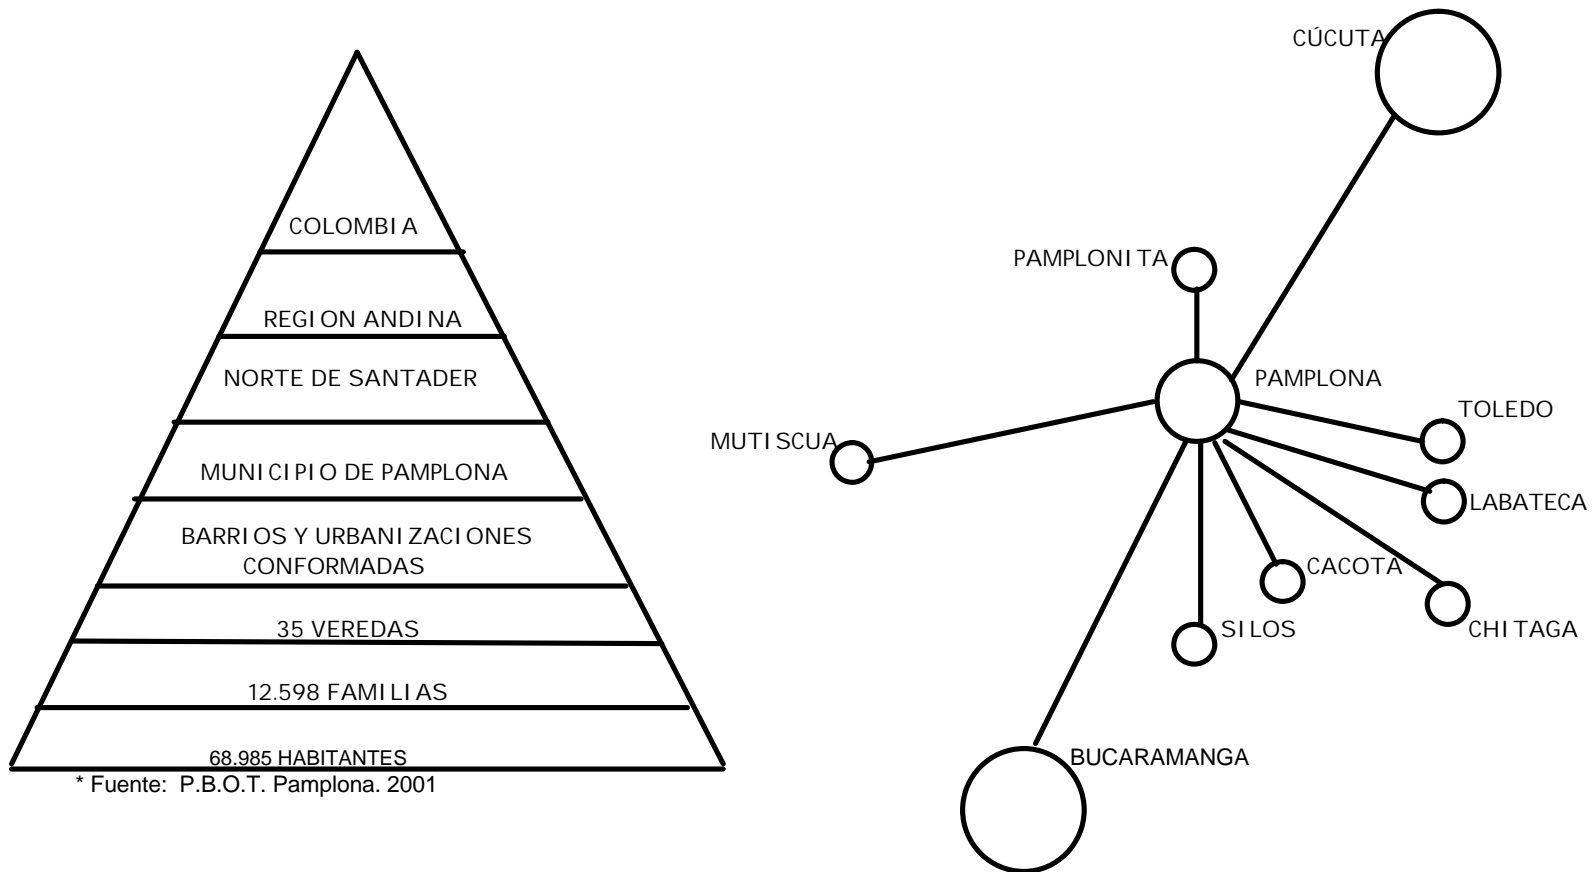 COLOMBIA
REGION ANDINA
NORTE DE SANTADER
MUNICIPIO DE PAMPLONA
BARRIOS Y URBANIZACIONES
CONFORMADAS
35 VEREDAS
12.598 FAMILIAS
68.985 HABITANTES
* Fuente: P.B.O.T. Pamplona. 2001
CÚCUTA
PAMPLONITA
PAMPLONA
TOLEDO
MUTISCUA
LABATECA
CACOTA
SILOS
CHITAGA
BUCARAMANGA